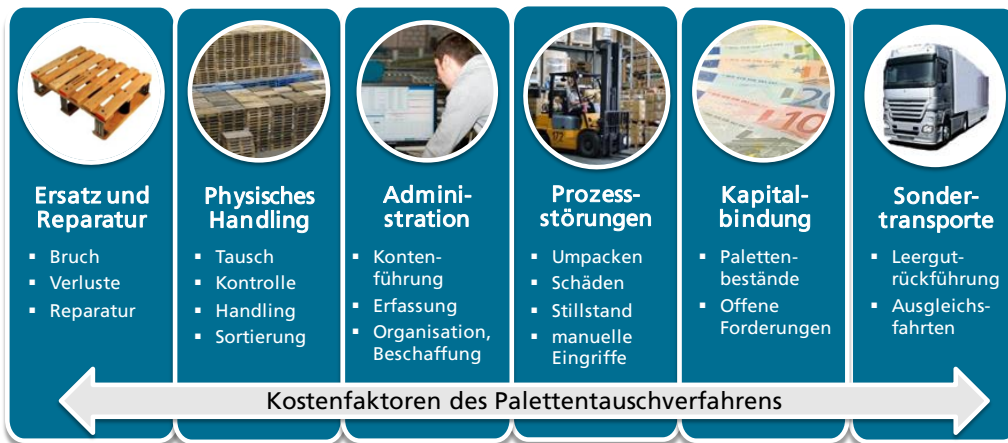 Ersatz und
Reparatur
▪ Bruch
▪ Verluste
▪ Reparatur
Physisches
Handling
▪ Tausch
▪ Kontrolle
▪ Handling
▪ Sortierung
Admini-
stration
▪ Konten-
führung
▪ Erfassung
▪ Organisation,
Beschaffung
Prozess-
störungen
▪ Umpacken
▪ Schäden
▪ Stillstand
▪ manuelle
Eingriffe
Kapital-
bindung
▪ Paletten-
bestände
▪ Offene
Forderungen
Sonder-
transporte
▪ Leergut-
rückführung
▪ Ausgleichs-
fahrten
Kostenfaktoren des Palettentauschverfahrens